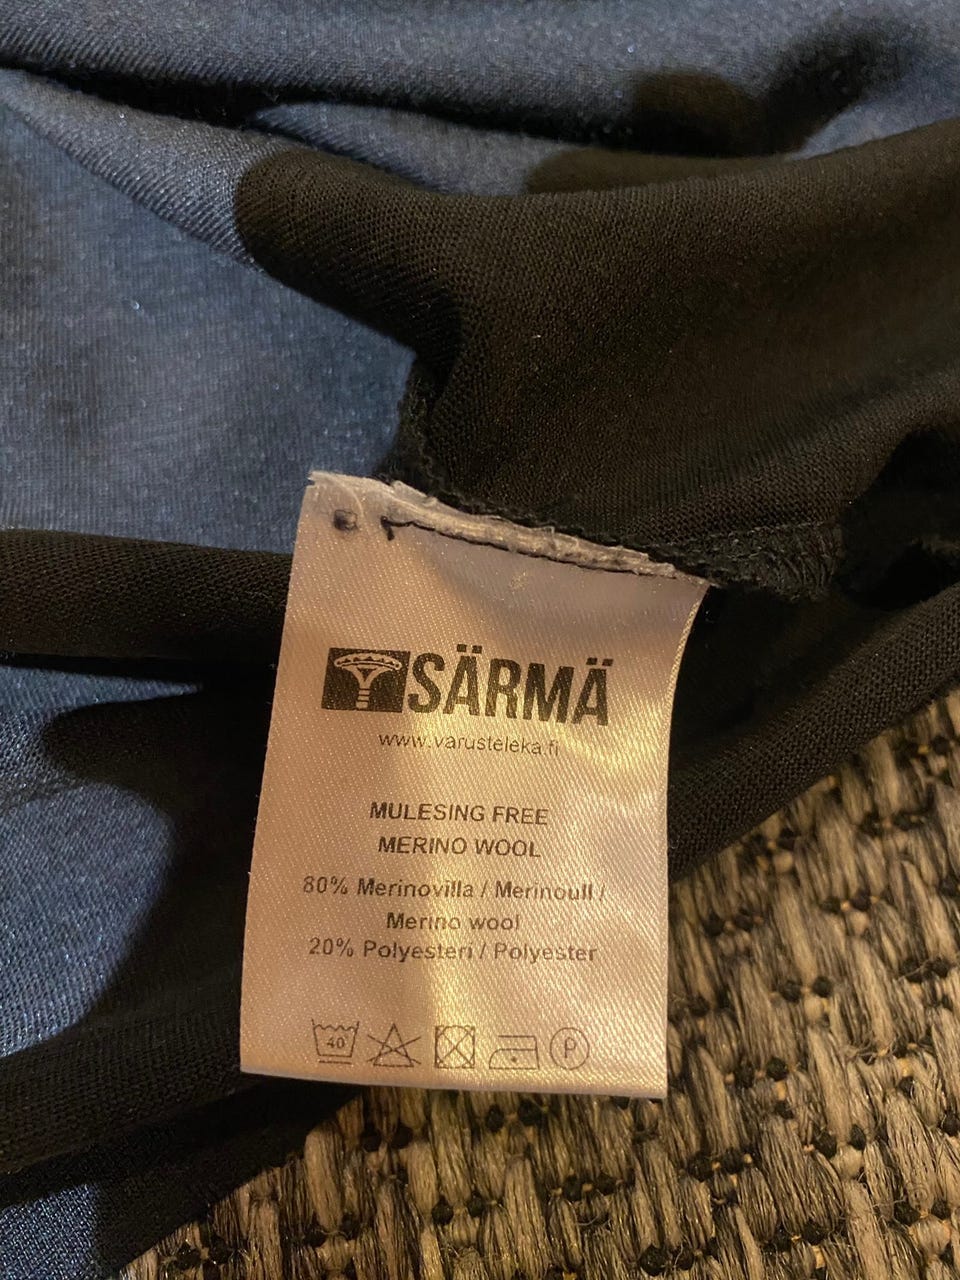 SÄRMÄ
www.varusteleka.fi
MULESING FREE
MERINO WOOL
80% Merinovilla / Merinoull /
Merino wool
20% Polyesteri / Polyester
40 P